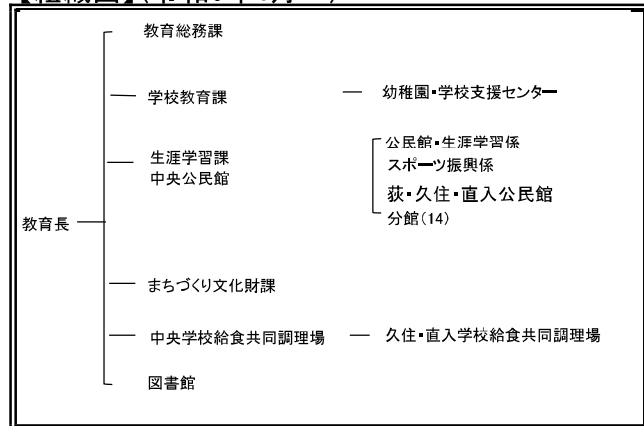 教育総務課
学校教育課 ― 幼稚園・学校支援センター
生涯学習課
中央公民館
公民館・生涯学習係
スポーツ振興係
荻・久住・直入公民館
分館(14)
教育長
まちづくり文化財課
中央学校給食共同調理場 ― 久住・直入学校給食共同調理場
図書館